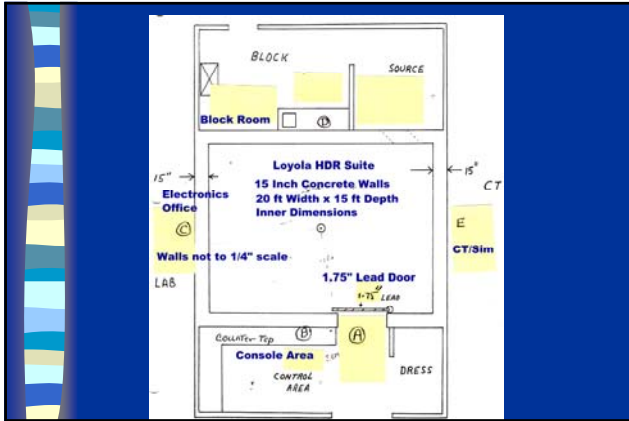 BLOCK
SOURCE
Block Room
D
Loyola HDR Suite
15"
15"
15 Inch Concrete Walls
CT
Electronics
Office
20 ft Width x 15 ft Depth
Inner Dimensions
E
C
CT/Sim
Walls not to 1/4" scale
1.75" Lead Door
LAB
1.75" LEAD
B
A
COUNTER TOP
Console Area
CONTROL
AREA
DRESS